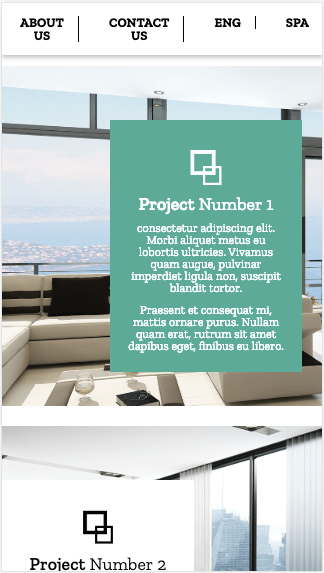 ABOUT US
CONTACT US
ENG
SPA
Project Number 1
consectetur adipiscing elit.
Morbi aliquet metus eu
lobortis ultricies. Vivamus
quam augue, pulvinar
imperdiet ligula non, suscipit
blandit tortor.
Praesent et consequat mi,
mattis ornare purus. Nullam
quam erat, rutrum sit amet
dapibus eget, finibus eu libero.
Project Number 2